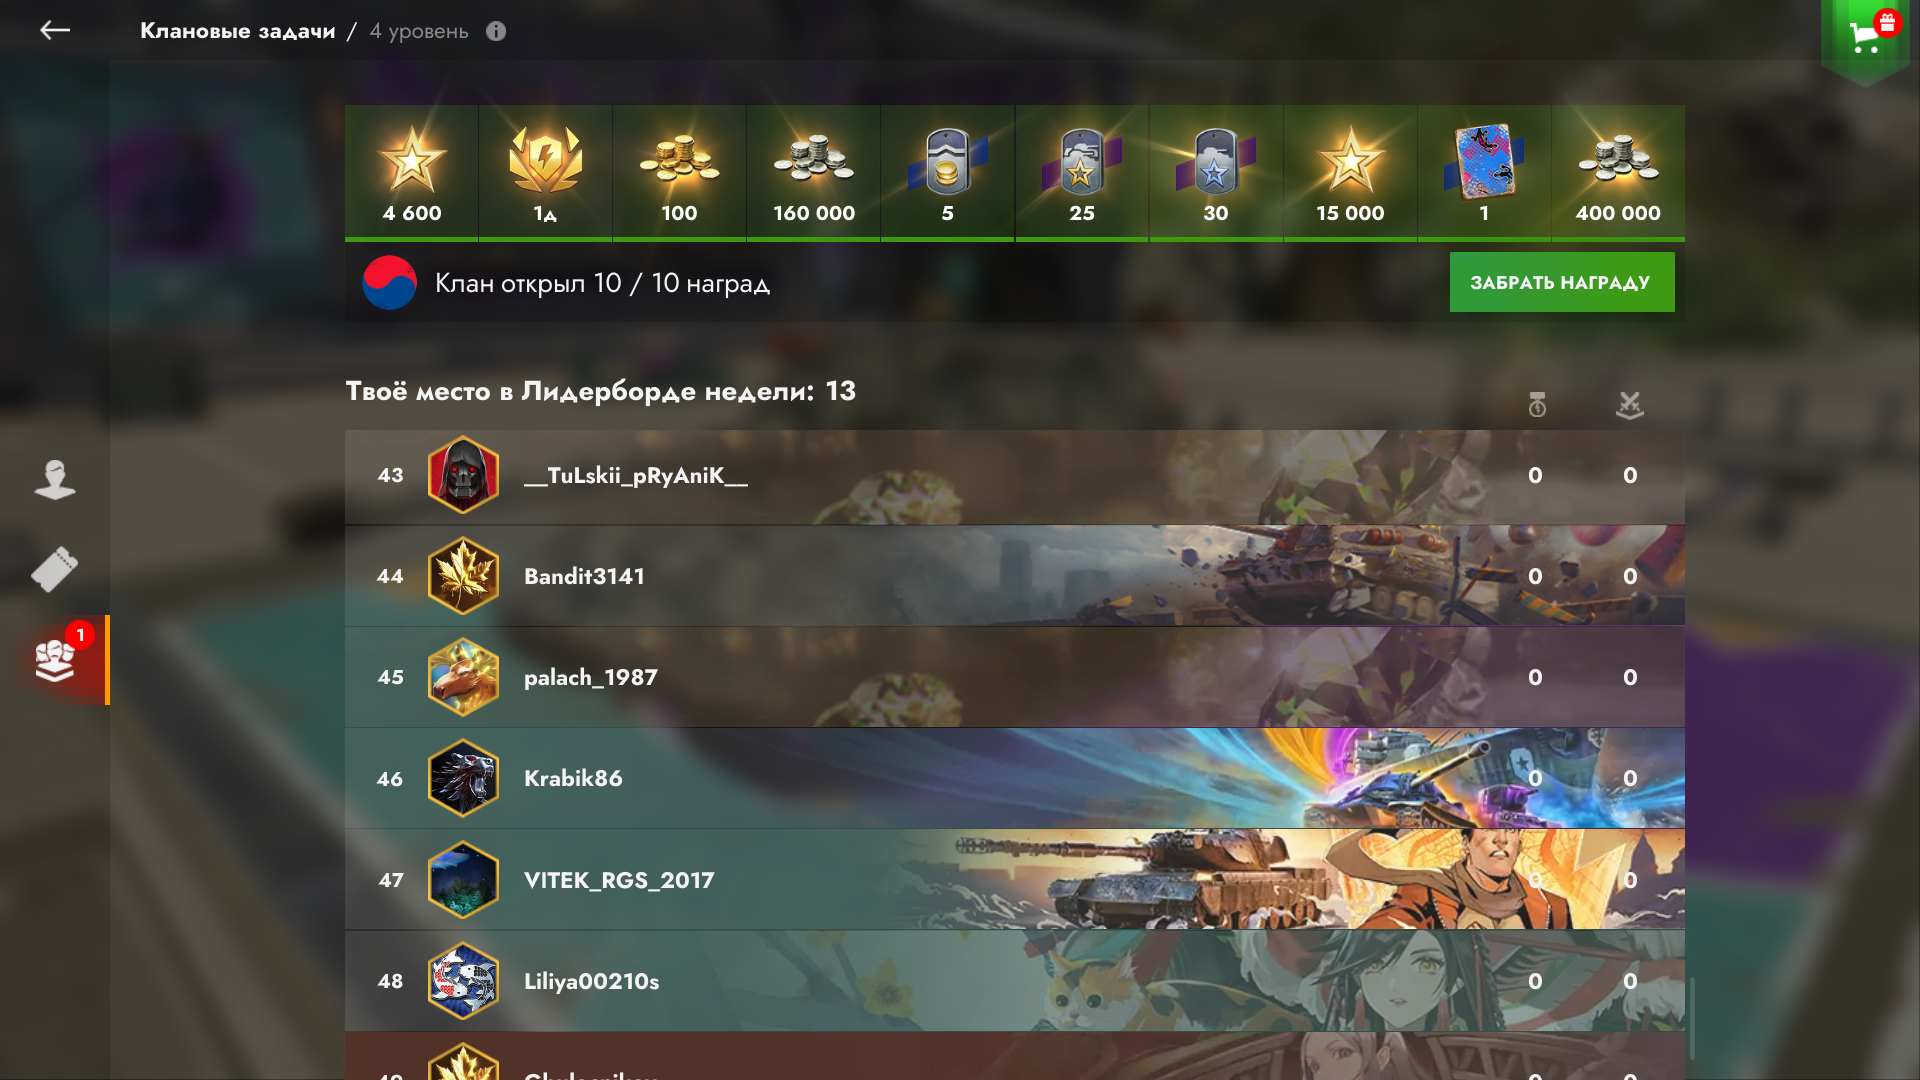 Клановые задачи / 4 уровень
4 600 1д 100 160 000 5 25 30 15 000 1 400 000
Клан открыл 10 / 10 наград
ЗАБРАТЬ НАГРАДУ
Твоё место в Лидерборде недели: 13
43 __TuLskii_pRyAniK__ 0 0
44 Bandit3141 0 0
1
45 palach_1987 0 0
46 Krabik86 0 0
47 VITEK_RGS_2017 0 0
48 Liliya00210s 0 0